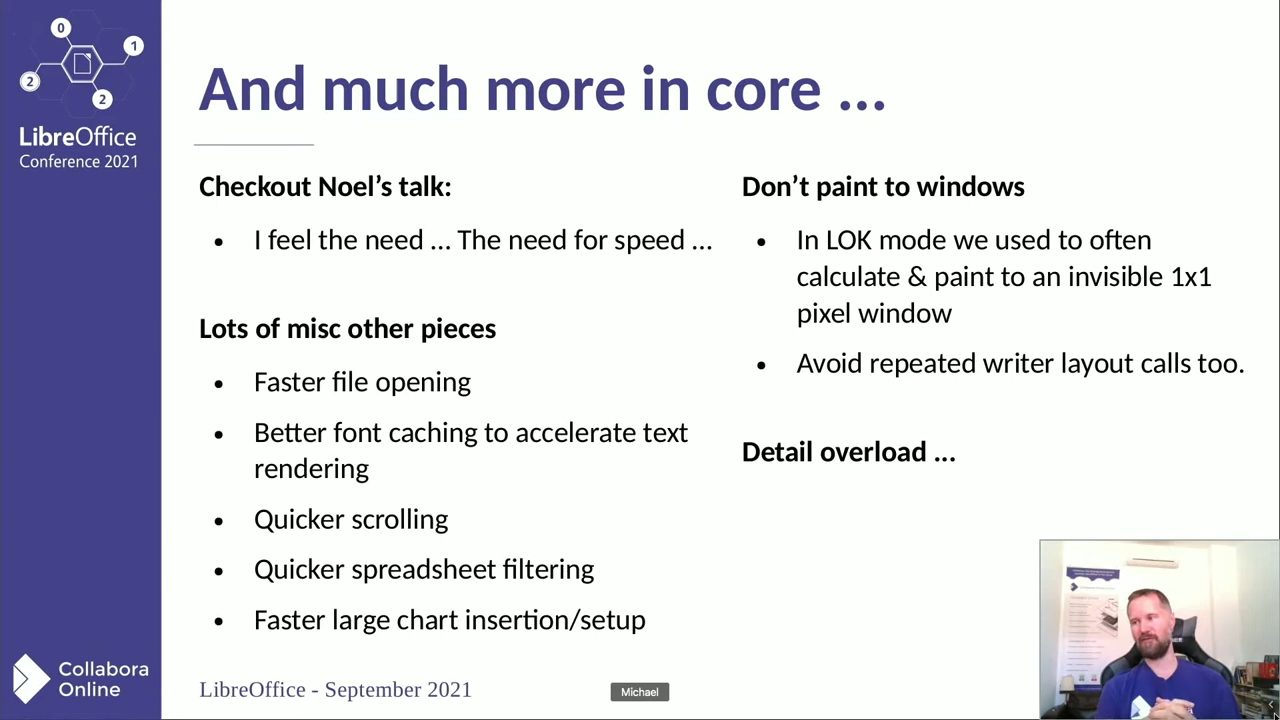 0
1
2
2
LibreOffice
Conference 2021
And much more in core ...
Checkout Noel’s talk:
• I feel the need ... The need for speed ...
Lots of misc other pieces
• Faster file opening
• Better font caching to accelerate text
rendering
• Quicker scrolling
• Quicker spreadsheet filtering
• Faster large chart insertion/setup
Don’t paint to windows
• In LOK mode we used to often
calculate & paint to an invisible 1x1
pixel window
• Avoid repeated writer layout calls too.
Detail overload ...
Collabora
Online
LibreOffice - September 2021
Michael